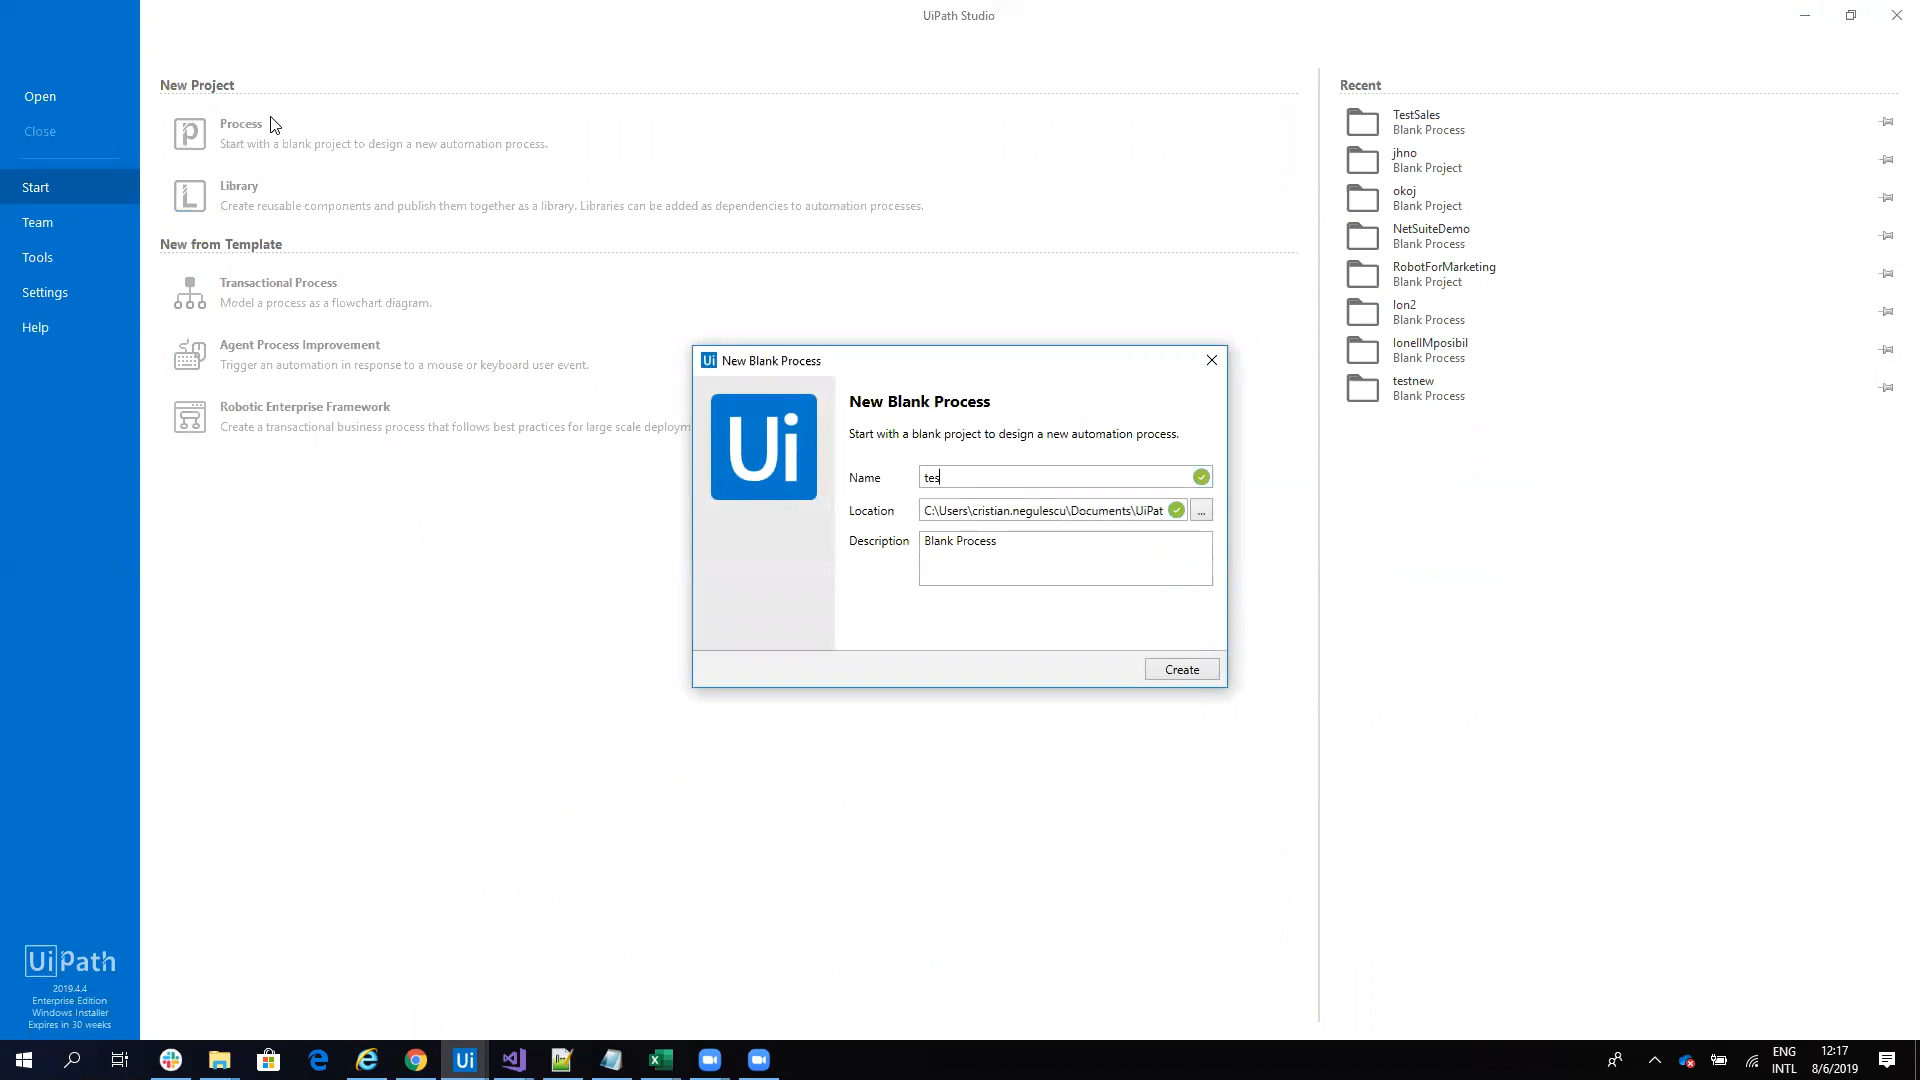 UiPath Studio
Open
Close
Start
Team
Tools
Settings
Help
New Project
Process
Start with a blank project to design a new automation process.
Library
Create reusable components and publish them together as a library. Libraries can be added as dependencies to automation processes.
New from Template
Transactional Process
Model a process as a flowchart diagram.
Agent Process Improvement
Trigger an automation in response to a mouse or keyboard user event.
Robotic Enterprise Framework
Create a transactional business process that follows best practices for large scale deploym
Recent
TestSales
Blank Process
jhno
Blank Project
okoj
Blank Project
NetSuiteDemo
Blank Process
RobotForMarketing
Blank Project
Ion2
Blank Process
IonelIMposibil
Blank Process
testnew
Blank Process
Ui New Blank Process
Ui
New Blank Process
Start with a blank project to design a new automation process.
Name tes
Location C:\Users\cristian.negulescu\Documents\UiPat ...
Description Blank Process
Create
UiPath
2019.4.4
Enterprise Edition
Windows Installer
Expires in 30 weeks
Ui
ENG
INTL
12:17
8/6/2019